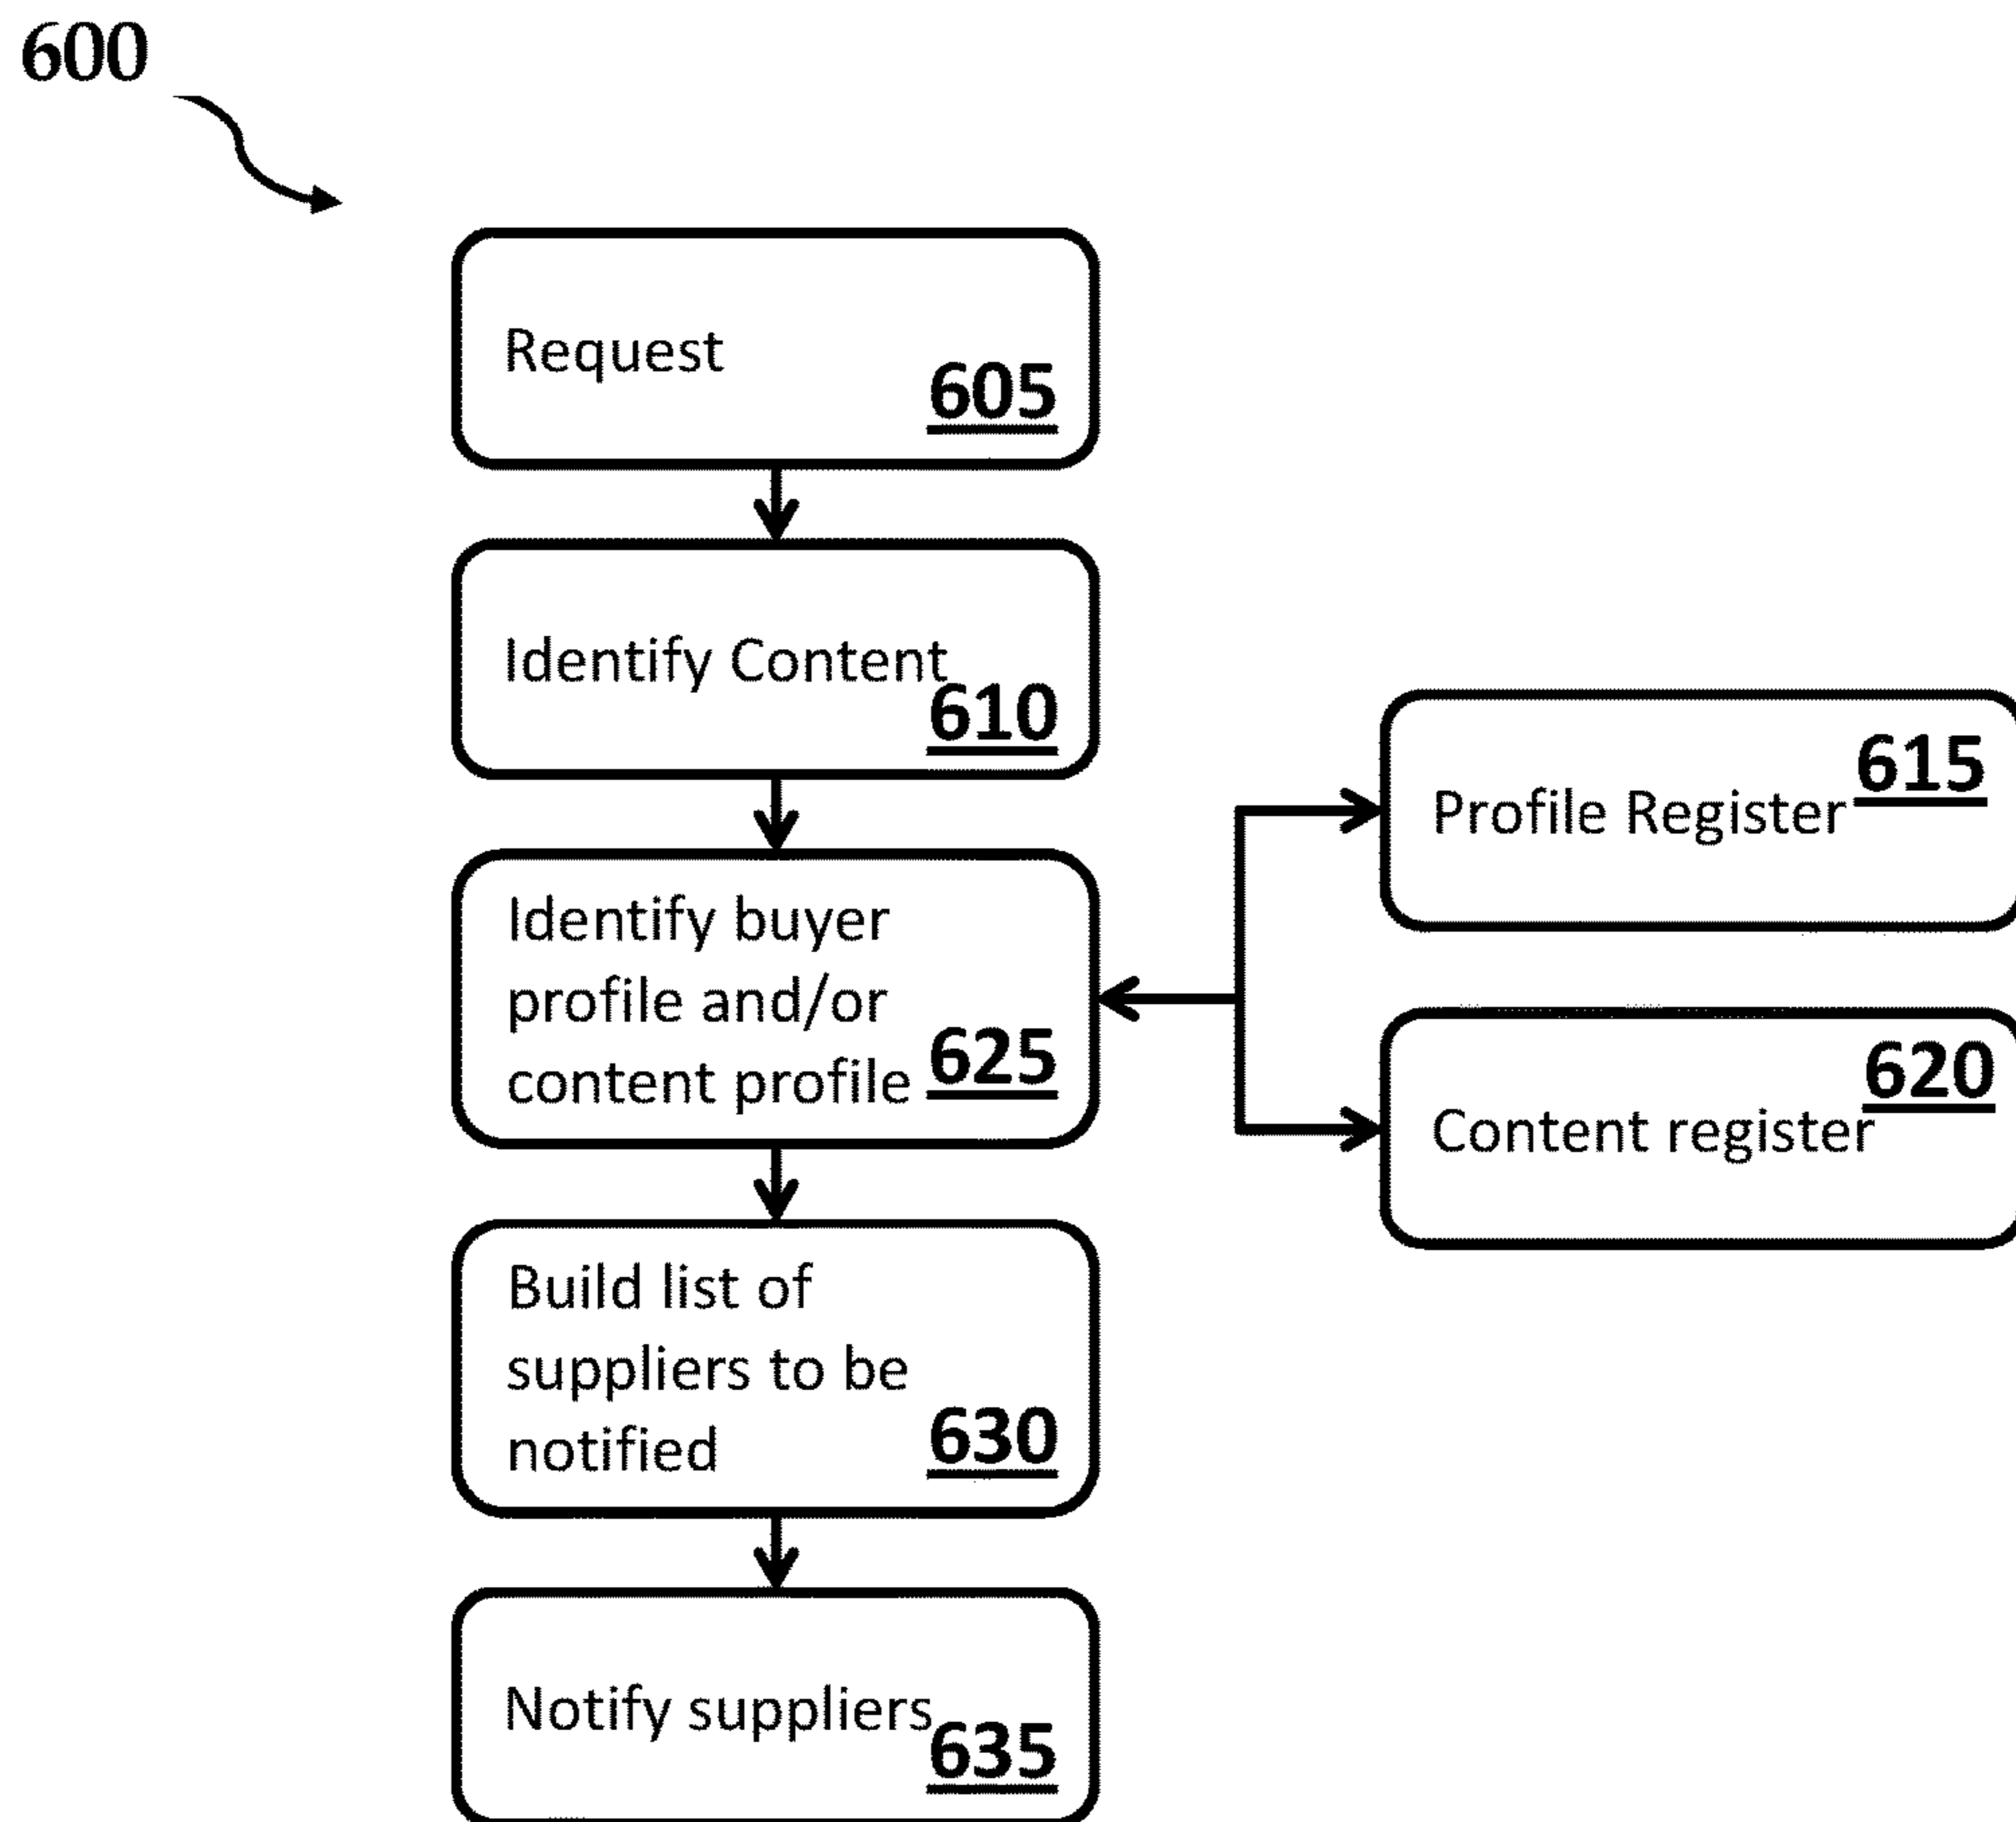 600
Request
605
Identify Content
610
Identify buyer
profile and/or
content profile
625
Profile Register
615
Content register
620
Build list of
suppliers to be
notified
630
Notify suppliers
635